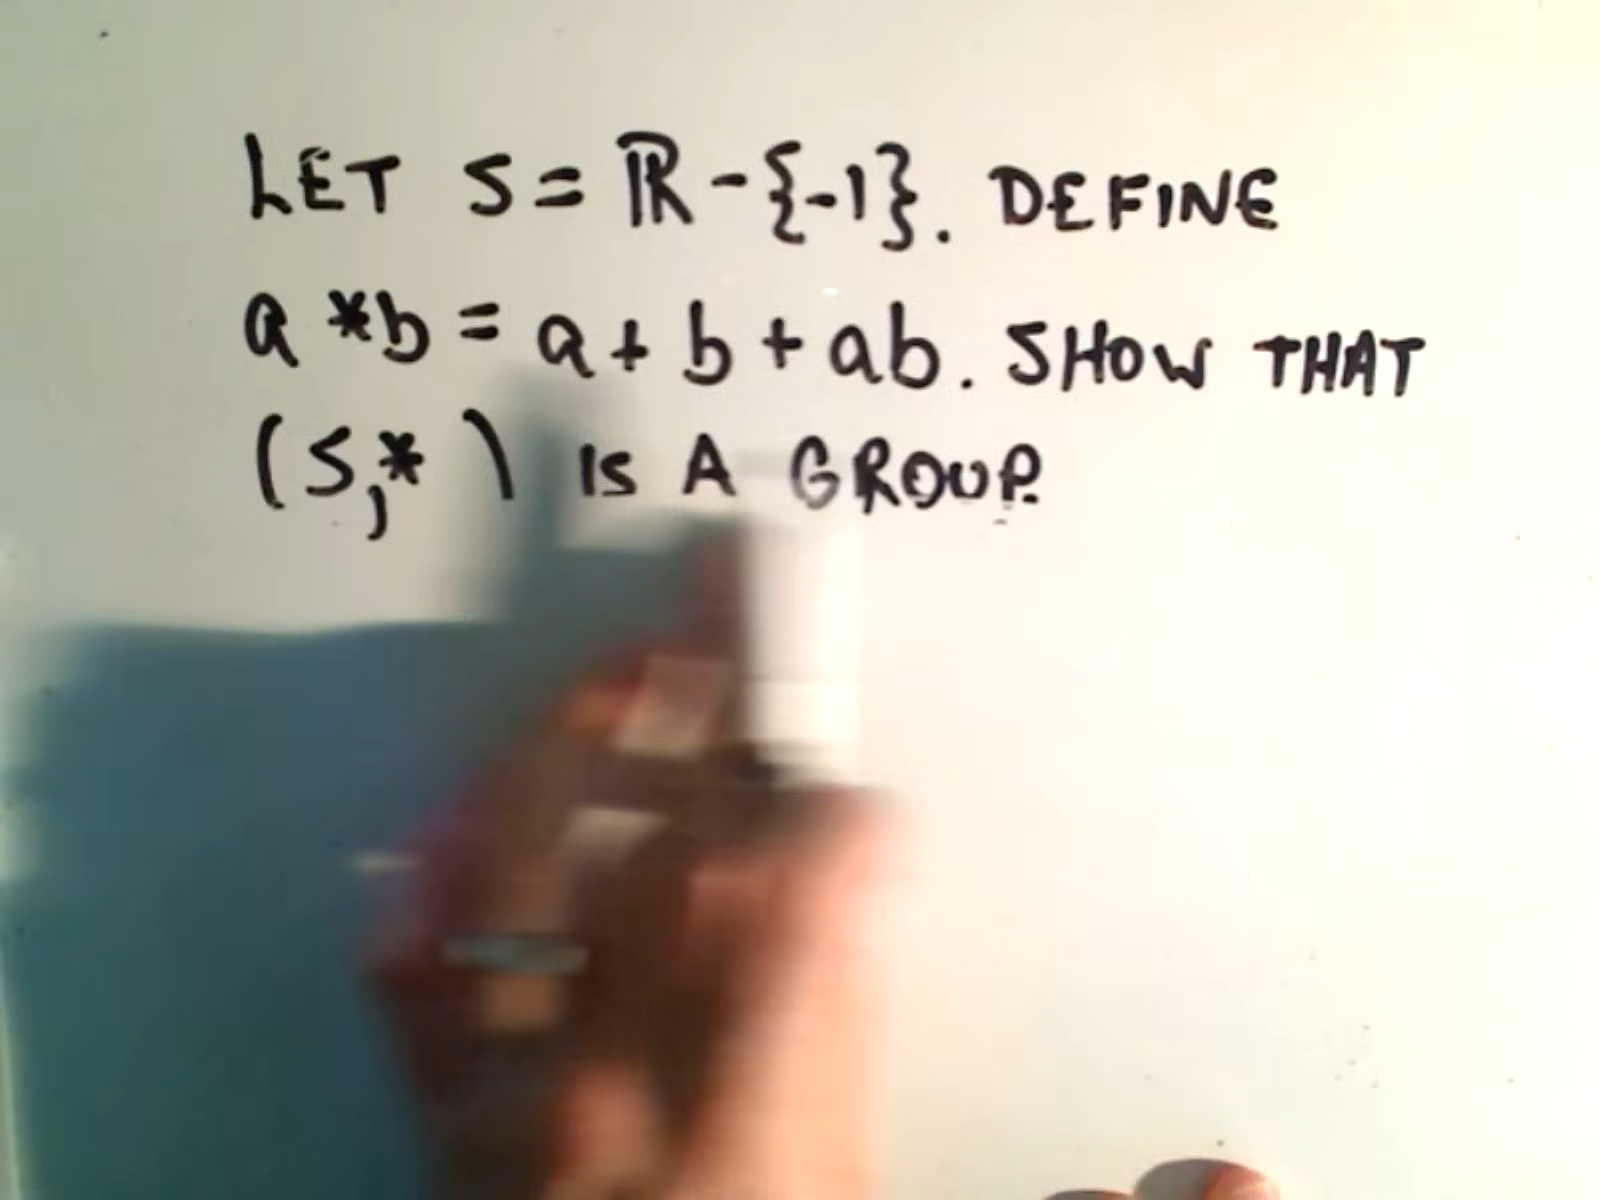 LET S = ℝ - {-1}. DEFINE
a * b = a + b + ab. SHOW THAT
(S, *) IS A GROUP.